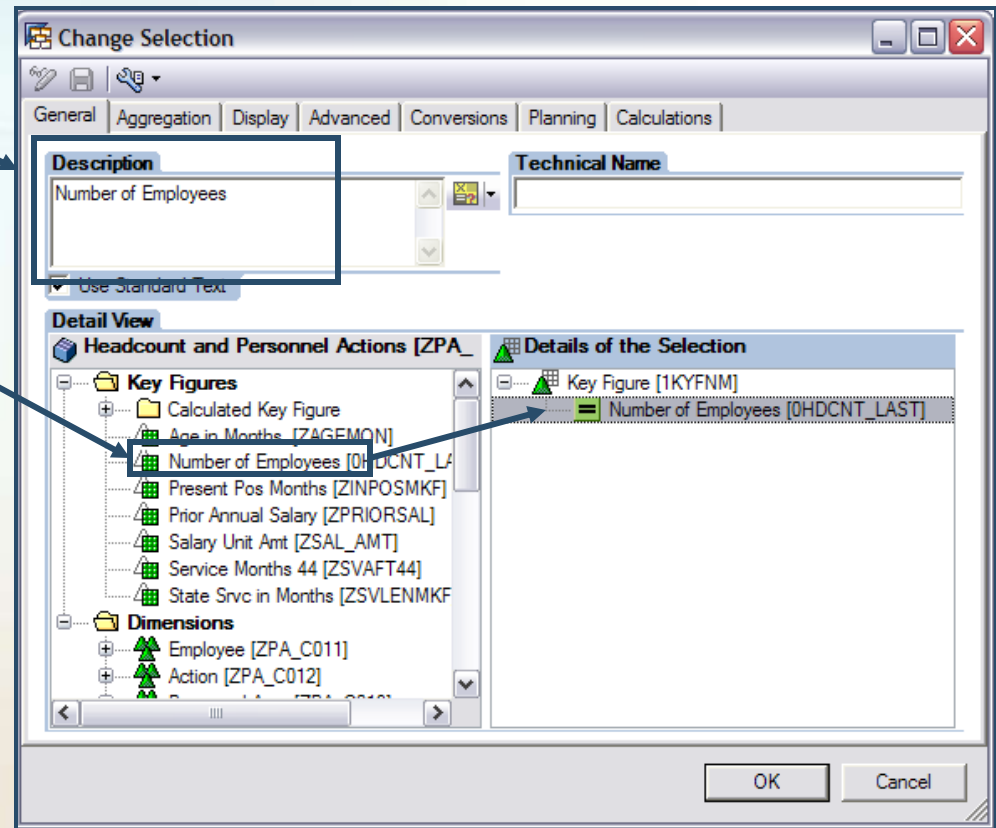 Change Selection
General Aggregation Display Advanced Conversions Planning Calculations
Description
Technical Name
Number of Employees
Use Standard Text
Detail View
Headcount and Personnel Actions [ZPA_
Details of the Selection
Key Figures
Key Figure [1KYFNM]
Calculated Key Figure
Number of Employees [0HDCNT_LAST]
Age in Months [ZAGEMON]
Number of Employees [0HDCNT_LA
Present Pos Months [ZINPOSMKF]
Prior Annual Salary [ZPRIORSAL]
Salary Unit Amt [ZSAL_AMT]
Service Months 44 [ZSVAFT44]
State Srvc in Months [ZSVLENMKF
Dimensions
Employee [ZPA_C011]
Action [ZPA_C012]
OK Cancel